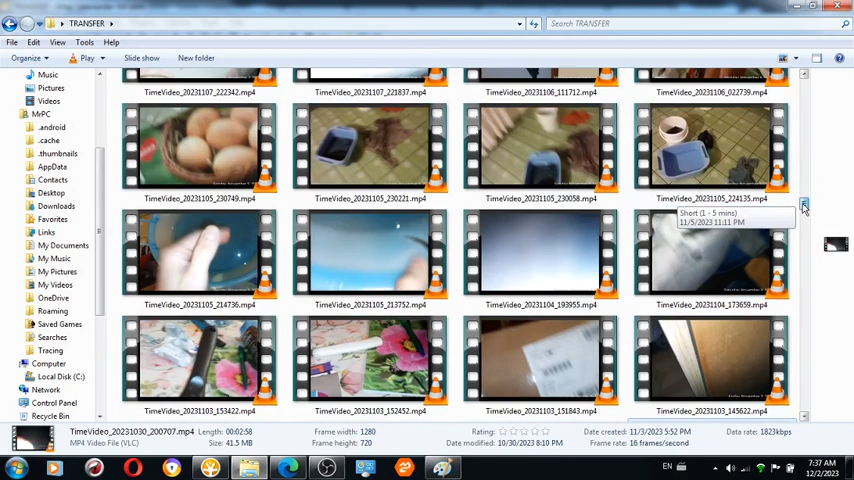 TRANSFER
Search TRANSFER
File Edit View Tools Help
Organize Play Slide show New folder
Music
Pictures
Videos
MrPC
.android
.cache
.thumbnails
AppData
Contacts
Desktop
Downloads
Favorites
Links
My Documents
My Music
My Pictures
My Videos
OneDrive
Roaming
Saved Games
Searches
Tracing
Computer
Local Disk (C:)
Network
Control Panel
Recycle Bin
TimeVideo_20231107_222342.mp4 TimeVideo_20231107_221837.mp4 TimeVideo_20231106_111712.mp4 TimeVideo_20231106_022739.mp4
TimeVideo_20231105_230749.mp4 TimeVideo_20231105_230221.mp4 TimeVideo_20231105_230058.mp4 TimeVideo_20231105_224135.mp4
Short (1 - 5 mins)
11/5/2023 11:11 PM
TimeVideo_20231105_214736.mp4 TimeVideo_20231105_213752.mp4 TimeVideo_20231104_193955.mp4 TimeVideo_20231104_173659.mp4
TimeVideo_20231103_153422.mp4 TimeVideo_20231103_152452.mp4 TimeVideo_20231103_151843.mp4 TimeVideo_20231103_145622.mp4
TimeVideo_20231030_200707.mp4 Length: 00:02:58 Frame width: 1280 Rating: Date created: 11/3/2023 5:52 PM Data rate: 1823kbps
MP4 Video File (VLC) Size: 41.5 MB Frame height: 720 Date modified: 10/30/2023 8:10 PM Frame rate: 16 frames/second
EN
7:37 AM
12/2/2023